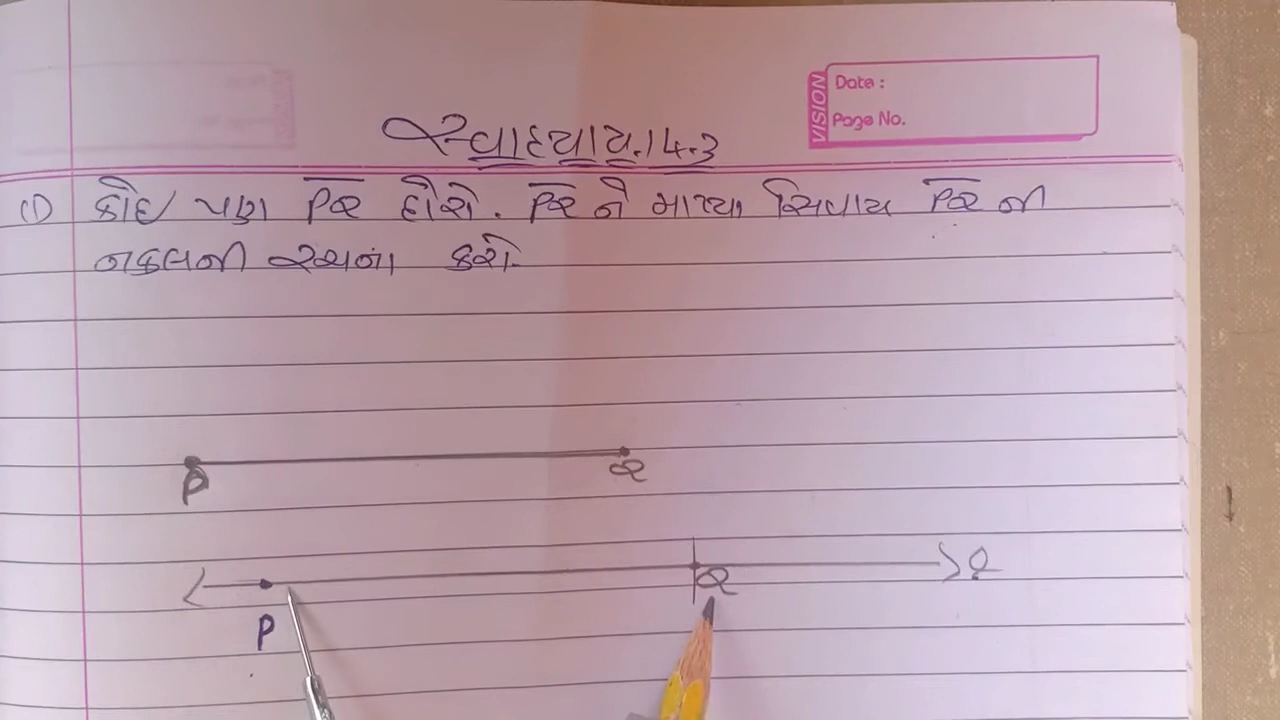 VISION
Date :
Page No.
સ્વાધ્યાય.14.3
(1) કોઇ પણ PQ દોરો. PQ ને માપ્યા સિવાય PQ ની
નકલની રચના કરો.
P
Q
Q
l
P